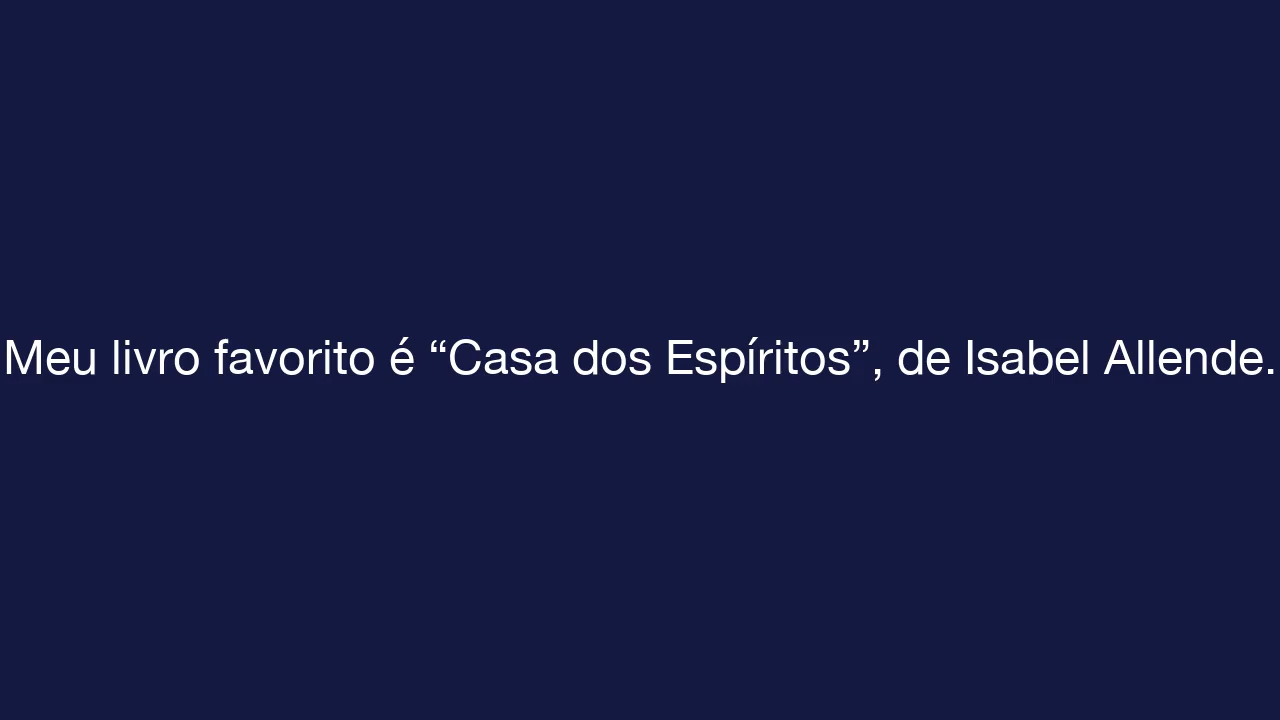 Meu livro favorito é “Casa dos Espíritos”, de Isabel Allende.